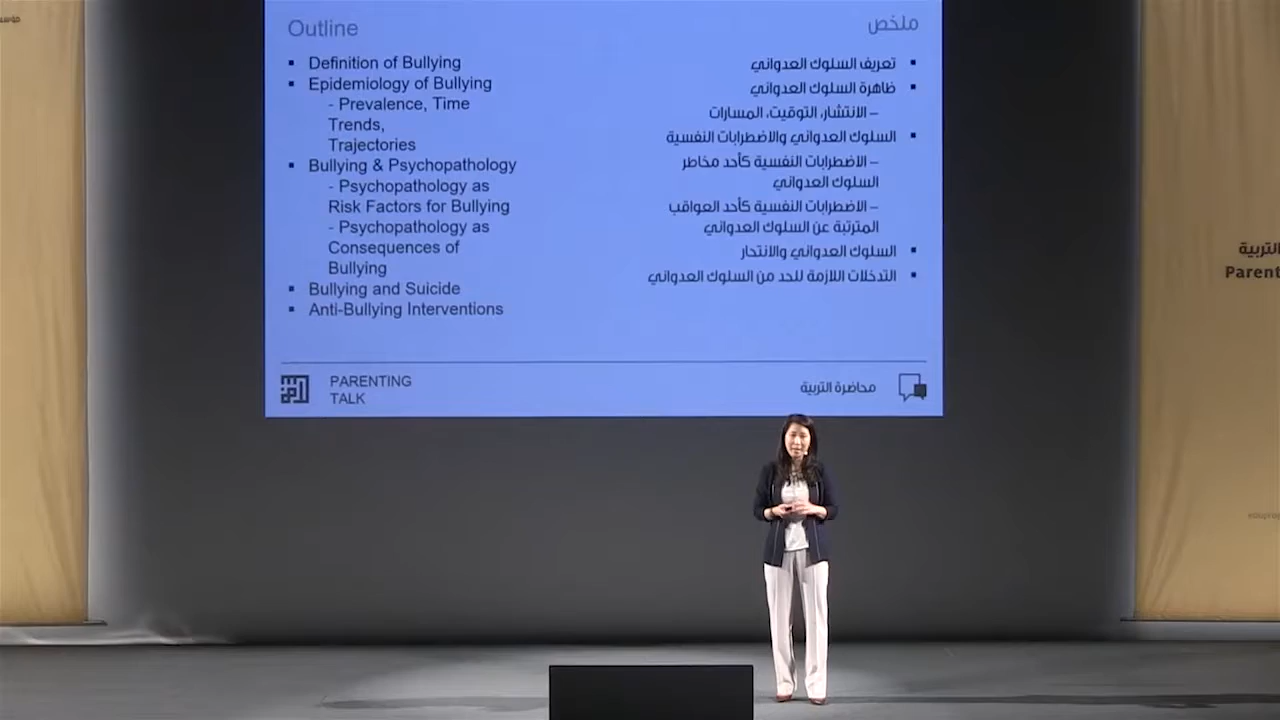 Outline
▪ Definition of Bullying
▪ Epidemiology of Bullying
- Prevalence, Time
Trends,
Trajectories
▪ Bullying & Psychopathology
- Psychopathology as
Risk Factors for Bullying
- Psychopathology as
Consequences of
Bullying
▪ Bullying and Suicide
▪ Anti-Bullying Interventions
ملخص
▪ تعريف السلوك العدواني
▪ ظاهرة السلوك العدواني
– الانتشار، التوقيت، المسارات
▪ السلوك العدواني والاضطرابات النفسية
– الاضطرابات النفسية كأحد مخاطر
السلوك العدواني
– الاضطرابات النفسية كأحد العواقب
المترتبة عن السلوك العدواني
▪ السلوك العدواني والانتحار
▪ التدخلات اللازمة للحد من السلوك العدواني
PARENTING
TALK
محاضرة التربية
التربية
Parent